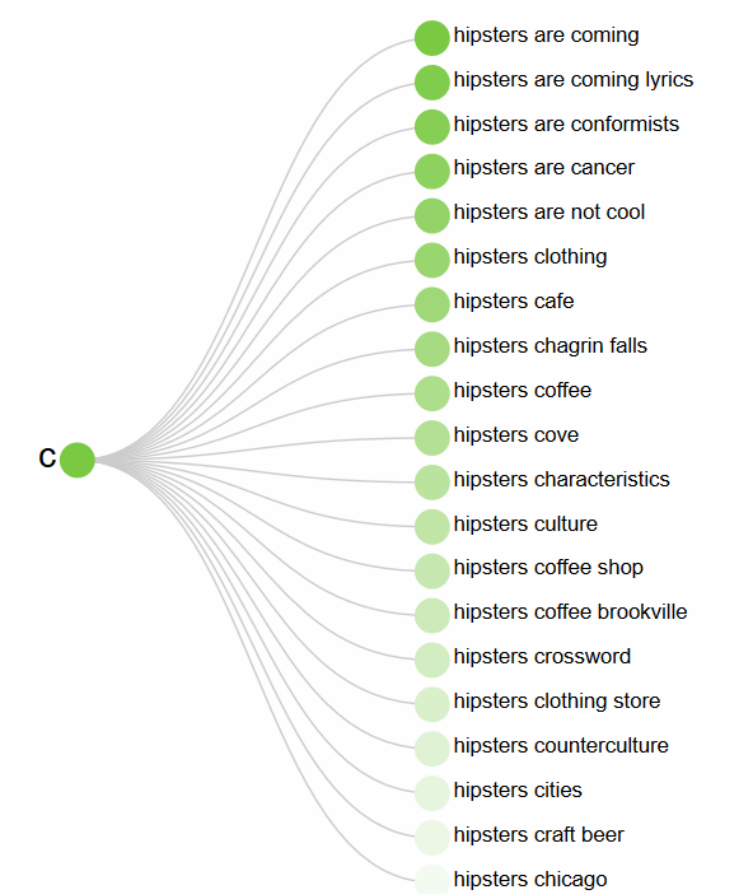 hipsters are coming
hipsters are coming lyrics
hipsters are conformists
hipsters are cancer
hipsters are not cool
hipsters clothing
hipsters cafe
hipsters chagrin falls
hipsters coffee
C
hipsters cove
hipsters characteristics
hipsters culture
hipsters coffee shop
hipsters coffee brookville
hipsters crossword
hipsters clothing store
hipsters counterculture
hipsters cities
hipsters craft beer
hipsters chicago